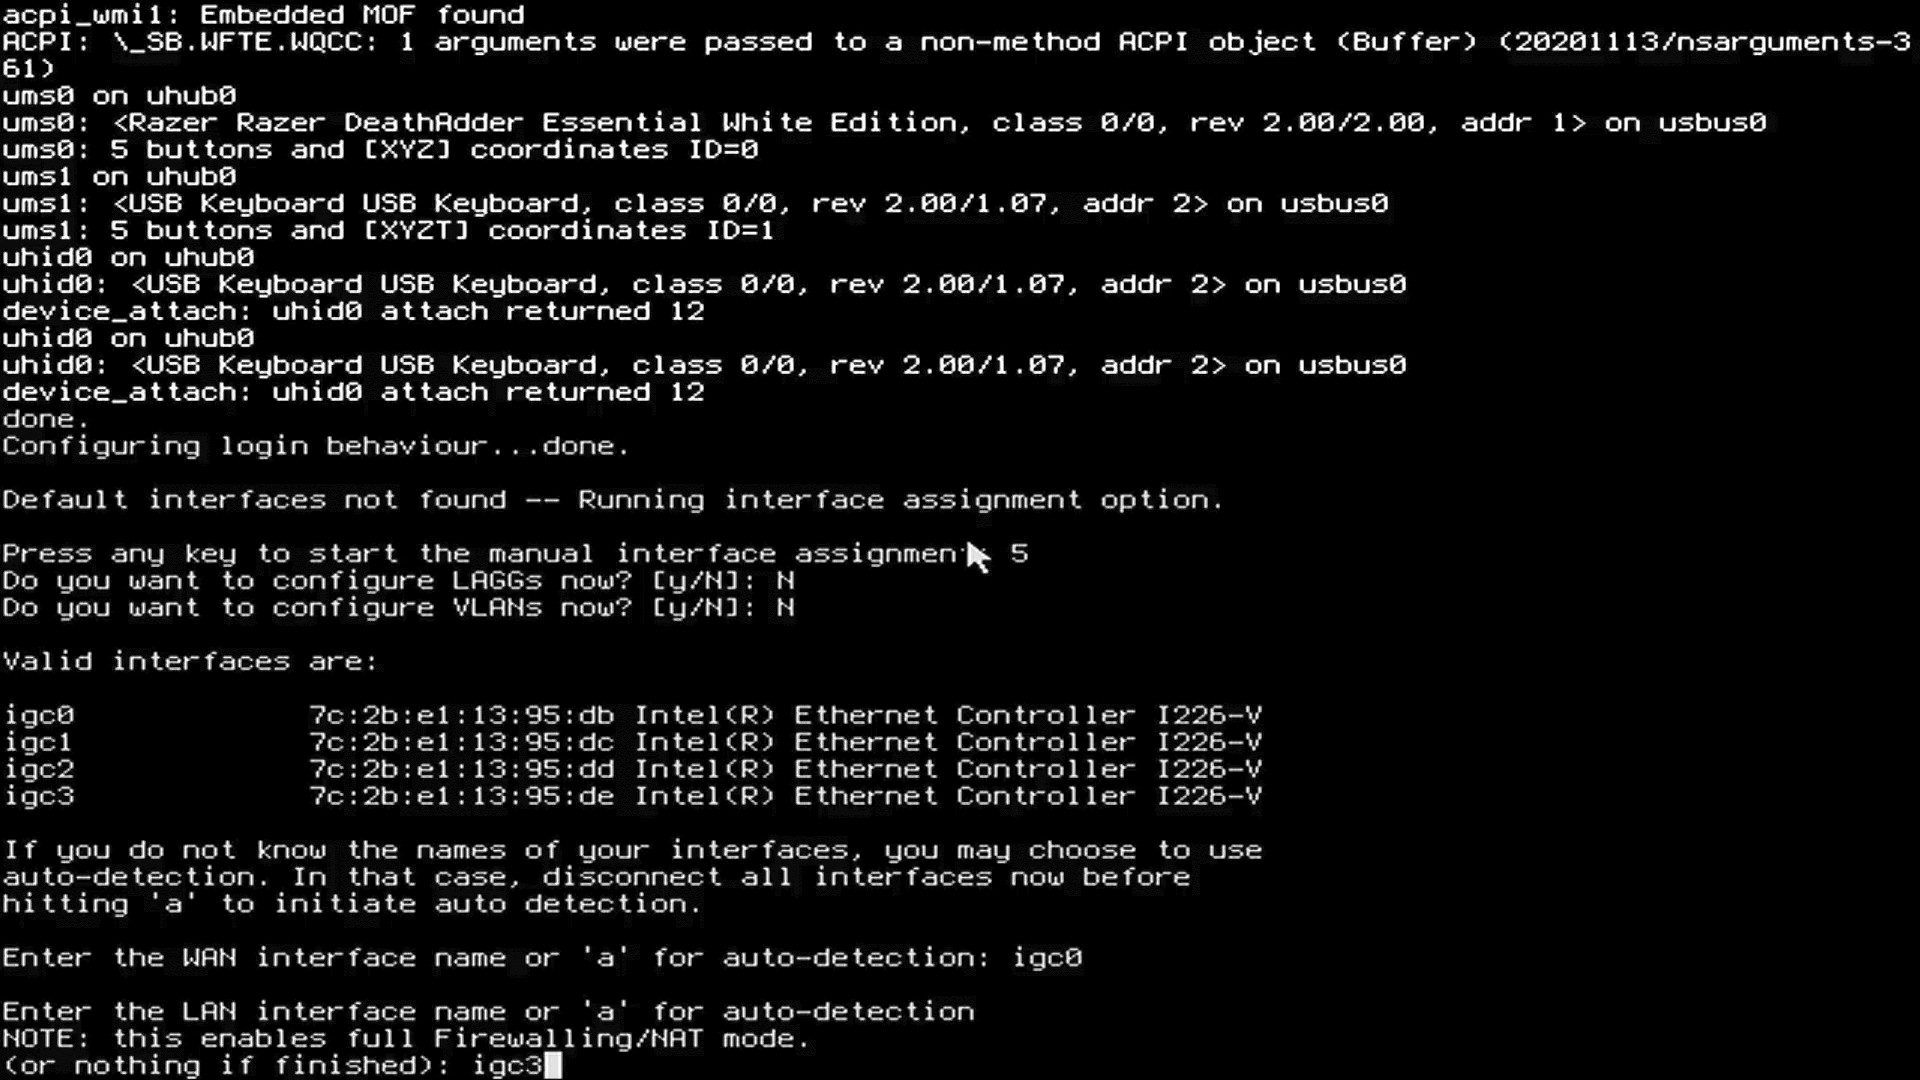 acpi_wmi1: Embedded MOF found
ACPI: \_SB.WFTE.WQCC: 1 arguments were passed to a non-method ACPI object (Buffer) (20201113/nsarguments-3
61)
ums0 on uhub0
ums0: <Razer Razer DeathAdder Essential White Edition, class 0/0, rev 2.00/2.00, addr 1> on usbus0
ums0: 5 buttons and [XYZ] coordinates ID=0
ums1 on uhub0
ums1: <USB Keyboard USB Keyboard, class 0/0, rev 2.00/1.07, addr 2> on usbus0
ums1: 5 buttons and [XYZT] coordinates ID=1
uhid0 on uhub0
uhid0: <USB Keyboard USB Keyboard, class 0/0, rev 2.00/1.07, addr 2> on usbus0
device_attach: uhid0 attach returned 12
uhid0 on uhub0
uhid0: <USB Keyboard USB Keyboard, class 0/0, rev 2.00/1.07, addr 2> on usbus0
device_attach: uhid0 attach returned 12
done.
Configuring login behaviour...done.
Default interfaces not found -- Running interface assignment option.
Press any key to start the manual interface assignment: 5
Do you want to configure LAGGs now? [y/N]: N
Do you want to configure VLANs now? [y/N]: N
Valid interfaces are:
igc0 7c:2b:e1:13:95:db Intel(R) Ethernet Controller I226-V
igc1 7c:2b:e1:13:95:dc Intel(R) Ethernet Controller I226-V
igc2 7c:2b:e1:13:95:dd Intel(R) Ethernet Controller I226-V
igc3 7c:2b:e1:13:95:de Intel(R) Ethernet Controller I226-V
If you do not know the names of your interfaces, you may choose to use
auto-detection. In that case, disconnect all interfaces now before
hitting 'a' to initiate auto detection.
Enter the WAN interface name or 'a' for auto-detection: igc0
Enter the LAN interface name or 'a' for auto-detection
NOTE: this enables full Firewalling/NAT mode.
(or nothing if finished): igc3